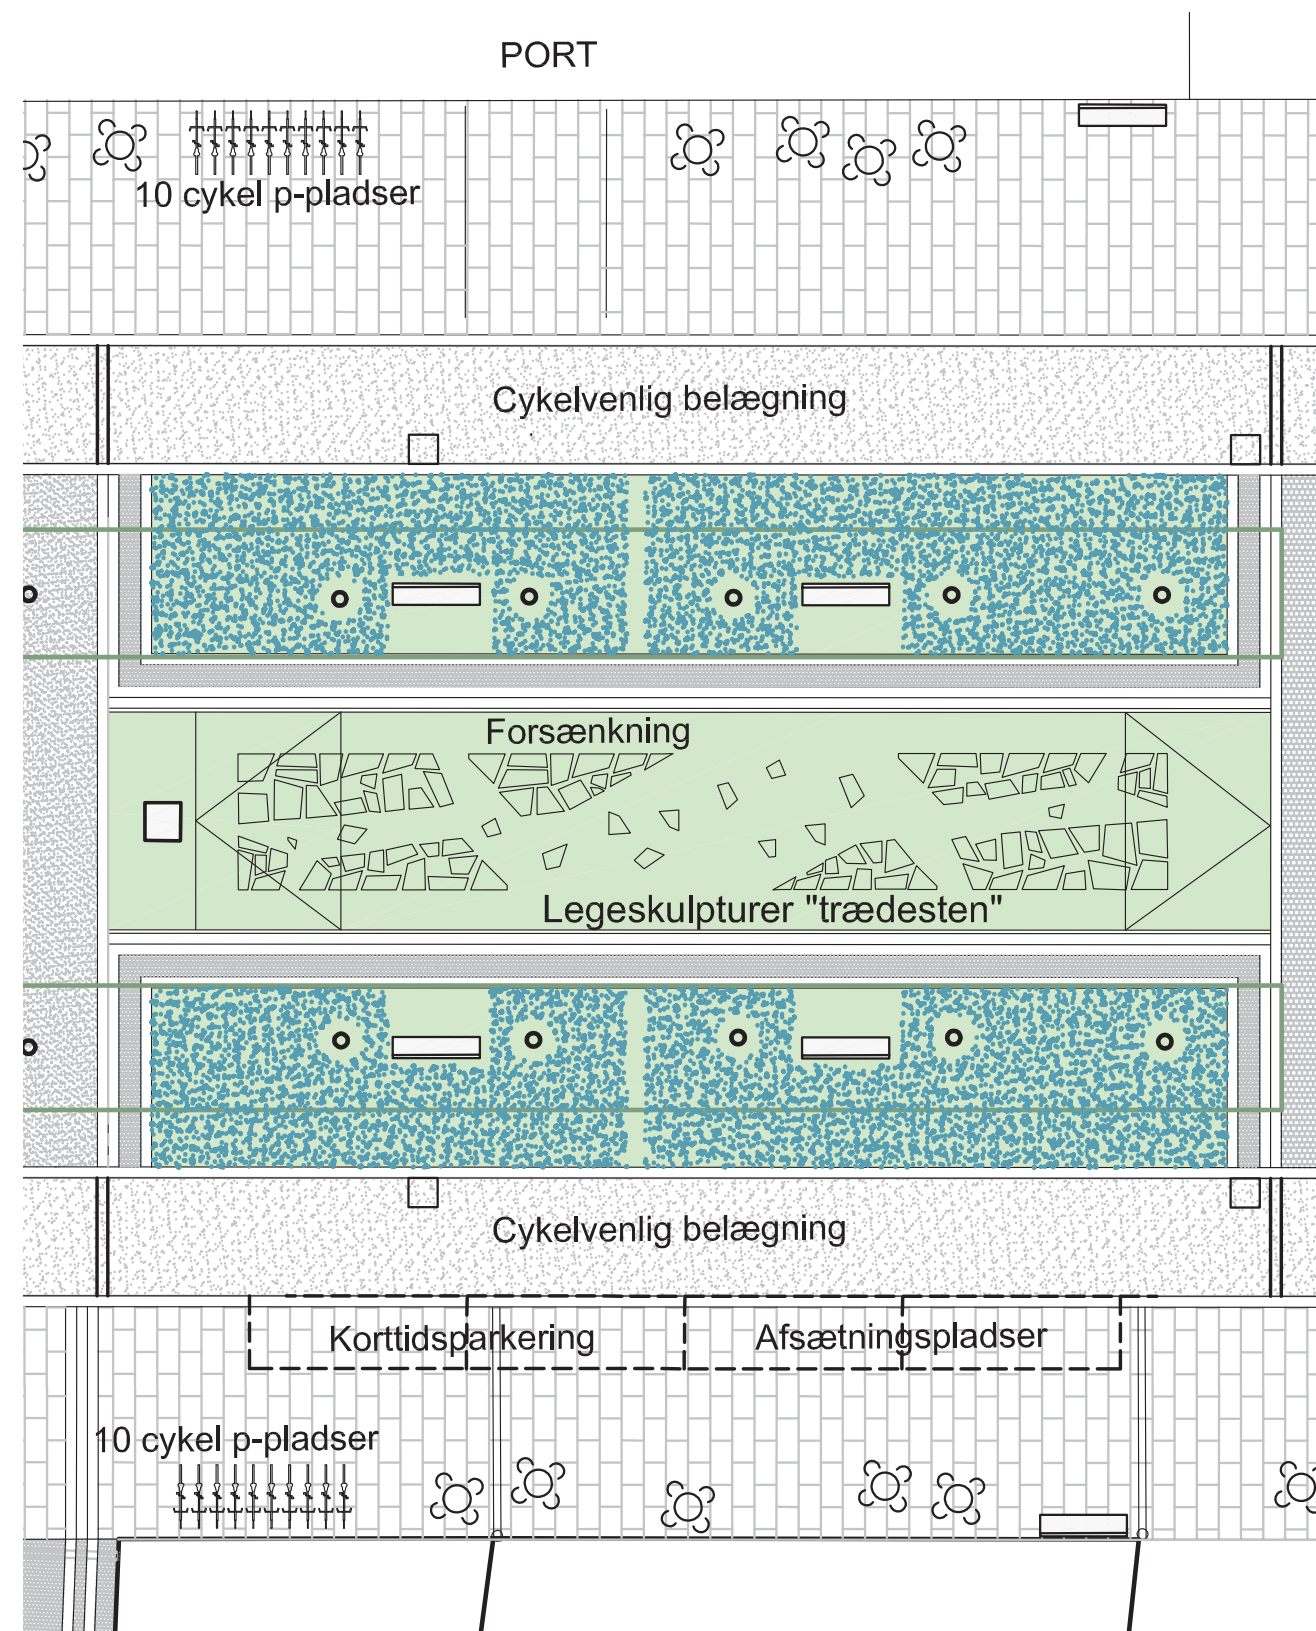 PORT
10 cykel p-pladser
Cykelvenlig belægning
Forsænkning
Legeskulpturer "trædesten"
Cykelvenlig belægning
Korttidsparkering
Afsætningspladser
10 cykel p-pladser